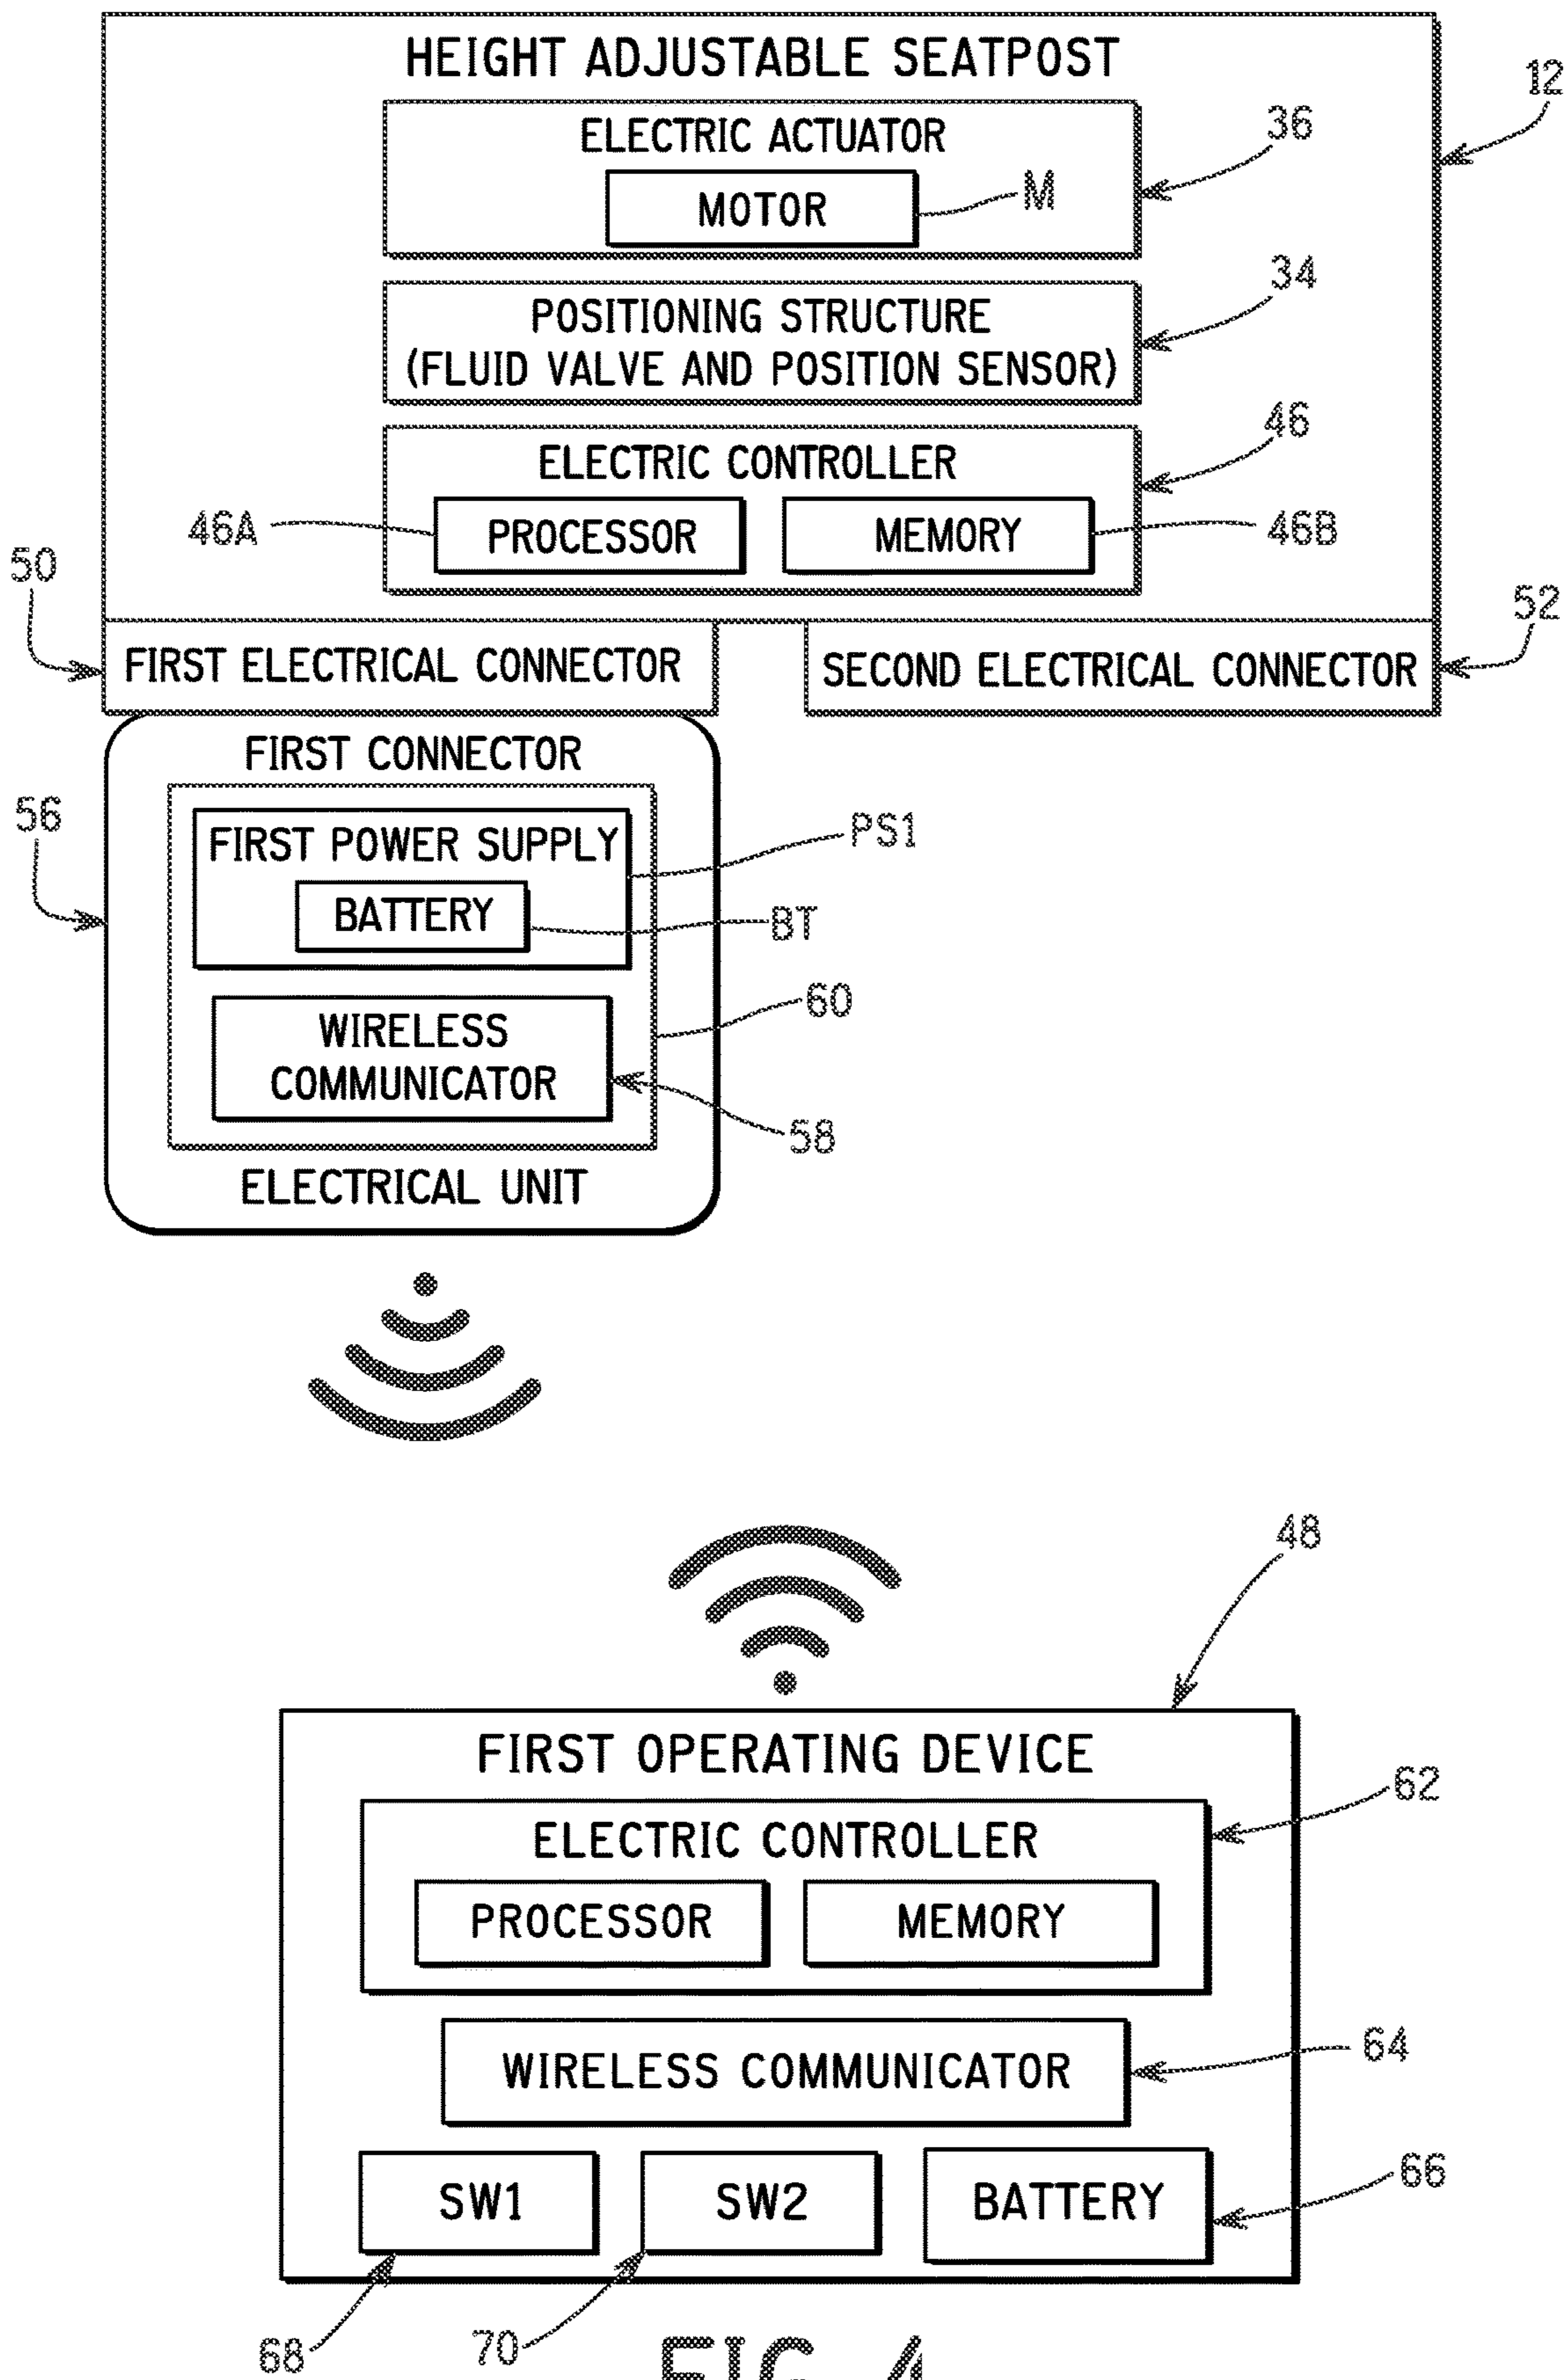 HEIGHT ADJUSTABLE SEATPOST
12
ELECTRIC ACTUATOR
36
MOTOR
M
34
POSITIONING STRUCTURE
(FLUID VALVE AND POSITION SENSOR)
46
ELECTRIC CONTROLLER
46A
PROCESSOR
MEMORY
46B
50
52
FIRST ELECTRICAL CONNECTOR
SECOND ELECTRICAL CONNECTOR
FIRST CONNECTOR
56
FIRST POWER SUPPLY
PS1
BATTERY
BT
60
WIRELESS
COMMUNICATOR
58
ELECTRICAL UNIT
48
FIRST OPERATING DEVICE
62
ELECTRIC CONTROLLER
PROCESSOR
MEMORY
64
WIRELESS COMMUNICATOR
66
SW1
SW2
BATTERY
68
70
FIG. 4